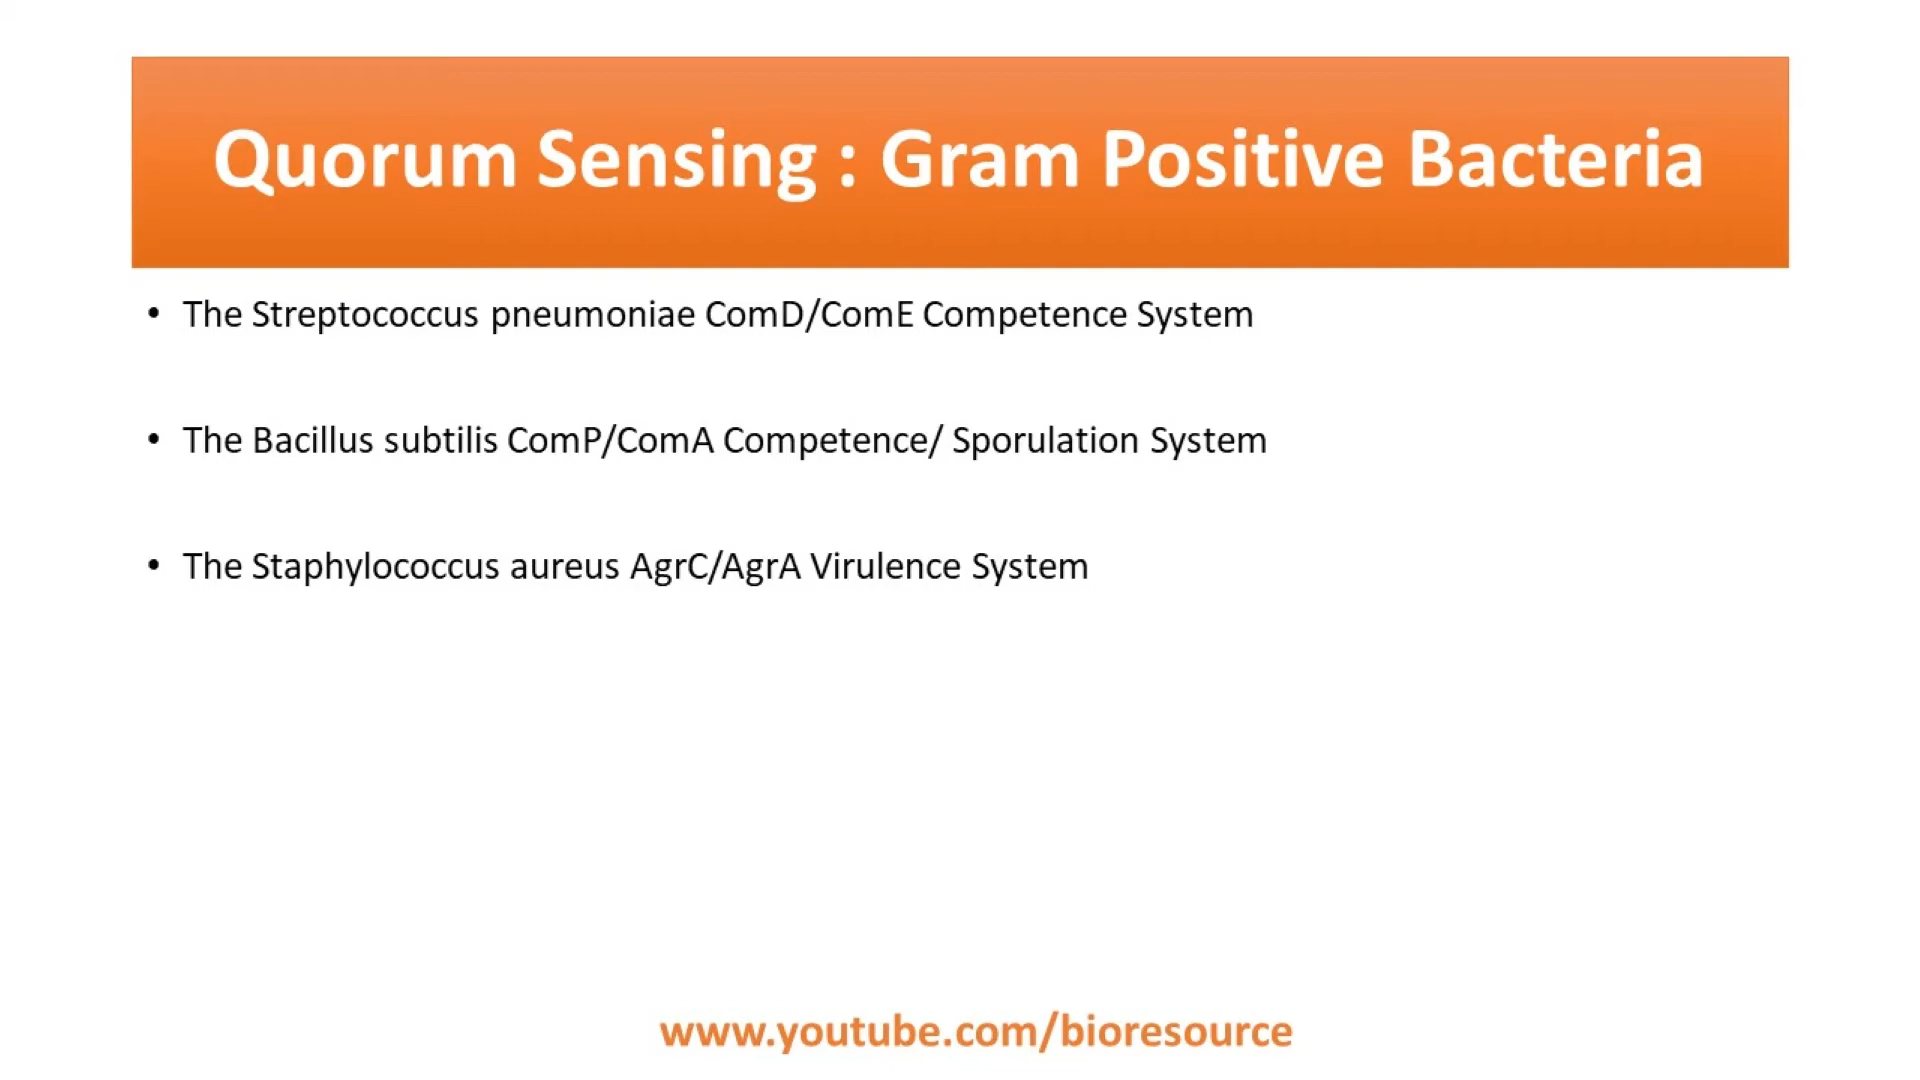 Quorum Sensing : Gram Positive Bacteria
• The Streptococcus pneumoniae ComD/ComE Competence System
• The Bacillus subtilis ComP/ComA Competence/ Sporulation System
• The Staphylococcus aureus AgrC/AgrA Virulence System
www.youtube.com/bioresource